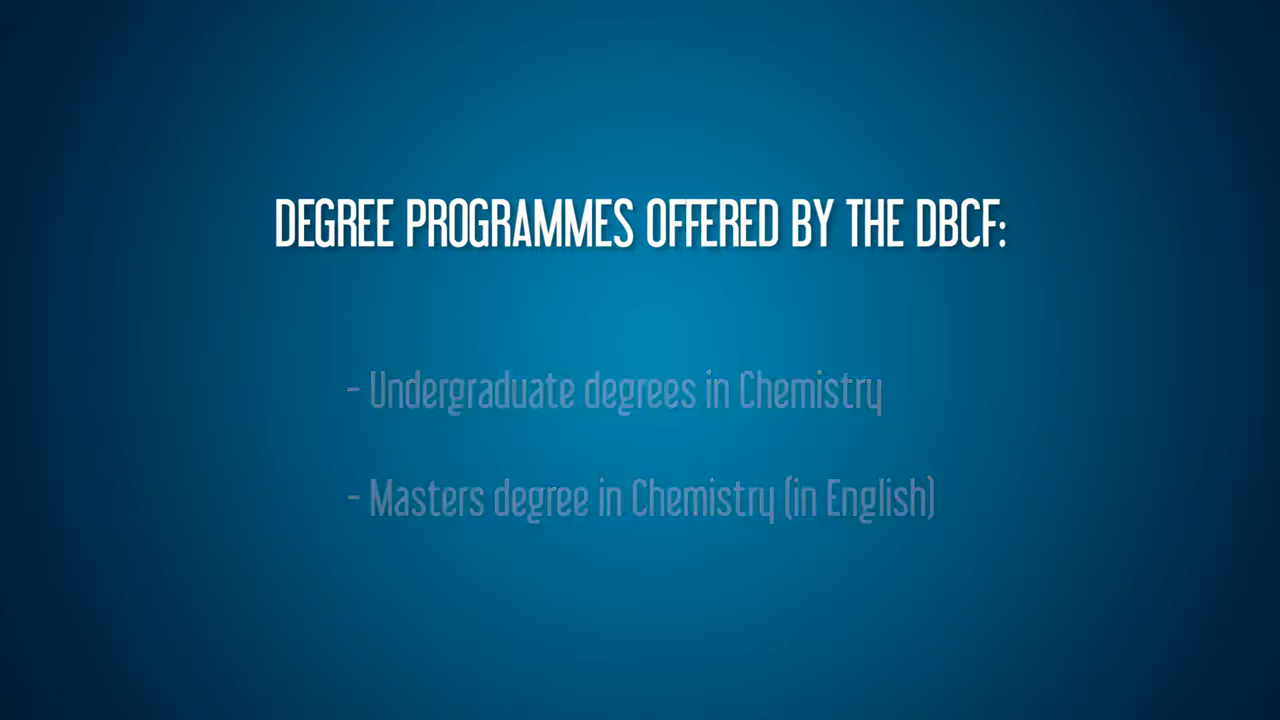 DEGREE PROGRAMMES OFFERED BY THE DBCF:
- Undergraduate degrees in Chemistry
- Masters degree in Chemistry (in English)